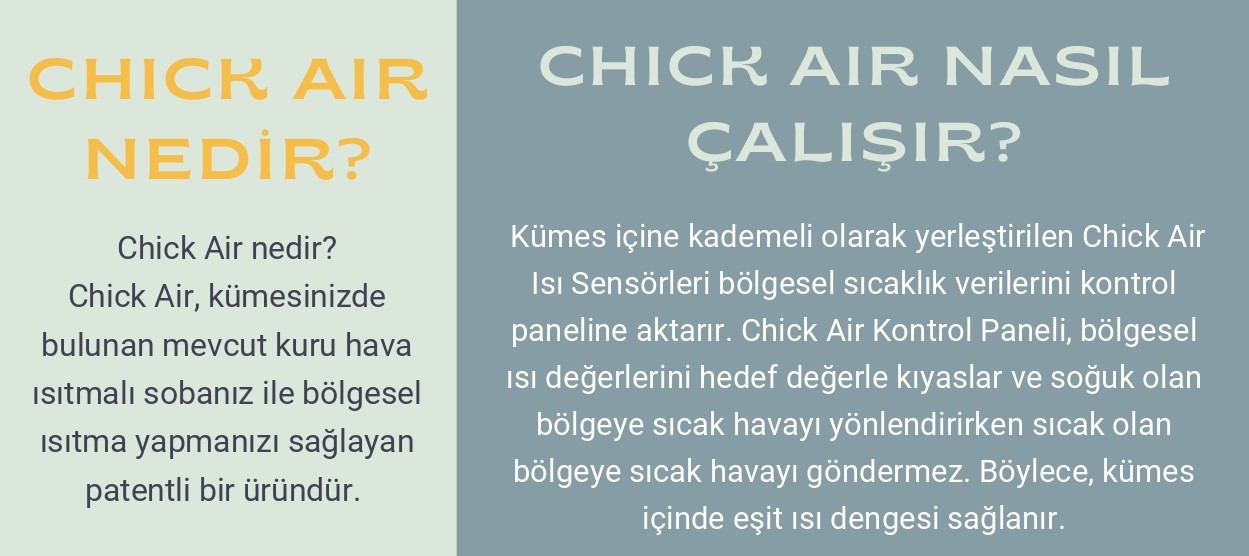 CHICK AIR
NEDİR?
Chick Air nedir?
Chick Air, kümesinizde
bulunan mevcut kuru hava
ısıtmalı sobanız ile bölgesel
ısıtma yapmanızı sağlayan
patentli bir üründür.
CHICK AIR NASIL
ÇALIŞIR?
Kümes içine kademeli olarak yerleştirilen Chick Air
Isı Sensörleri bölgesel sıcaklık verilerini kontrol
paneline aktarır. Chick Air Kontrol Paneli, bölgesel
ısı değerlerini hedef değerle kıyaslar ve soğuk olan
bölgeye sıcak havayı yönlendirirken sıcak olan
bölgeye sıcak havayı göndermez. Böylece, kümes
içinde eşit ısı dengesi sağlanır.